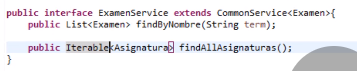 public interface ExamenService extends CommonService<Examen>{
public List<Examen> findByNombre(String term);
public Iterable<Asignatura> findAllAsignaturas();
}